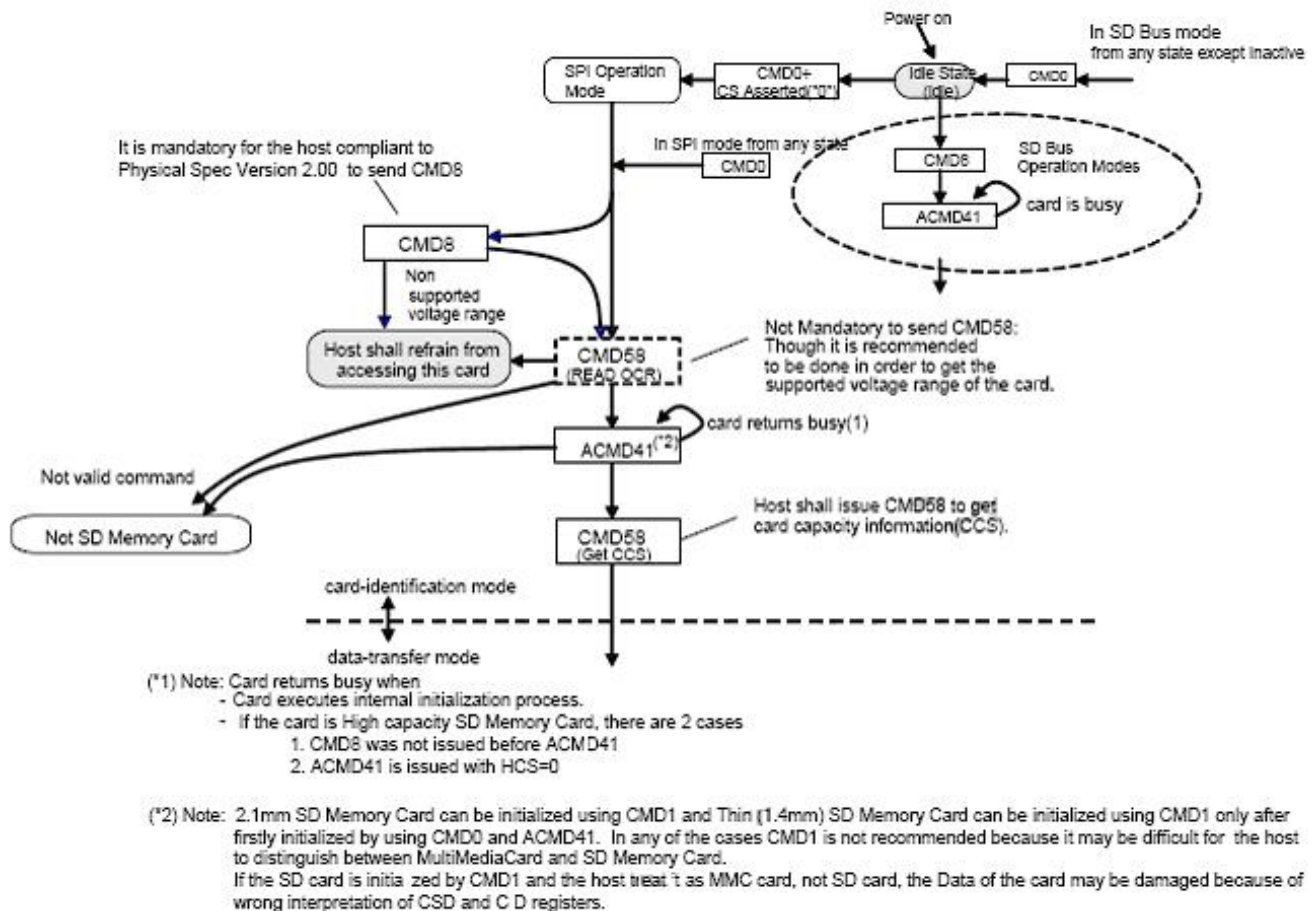 Power on
In SD Bus mode
from any state except Inactive
SPI Operation
Mode
CMD0+
CS Asserted("0")
Idle State
(Idle)
CMD0
It is mandatory for the host compliant to
Physical Spec Version 2.00 to send CMD8
In SPI mode from any state
CMD0
CMD8
SD Bus
Operation Modes
ACMD41
card is busy
CMD8
Non
supported
voltage range
Host shall refrain from
accessing this card
CMD58
(READ OCR)
Not Mandatory to send CMD58:
Though it is recommended
to be done in order to get the
supported voltage range of the card.
card returns busy(1)
ACMD41(*2)
Not valid command
Not SD Memory Card
CMD58
(Get CCS)
Host shall issue CMD58 to get
card capacity information(CCS).
card-identification mode
data-transfer mode
(*1) Note: Card returns busy when
- Card executes internal initialization process.
- If the card is High capacity SD Memory Card, there are 2 cases
1. CMD8 was not issued before ACMD41
2. ACMD41 is issued with HCS=0
(*2) Note: 2.1mm SD Memory Card can be initialized using CMD1 and Thin (1.4mm) SD Memory Card can be initialized using CMD1 only after
firstly initialized by using CMD0 and ACMD41. In any of the cases CMD1 is not recommended because it may be difficult for the host
to distinguish between MultiMediaCard and SD Memory Card.
If the SD card is initia zed by CMD1 and the host treat 't as MMC card, not SD card, the Data of the card may be damaged because of
wrong interpretation of CSD and C D registers.